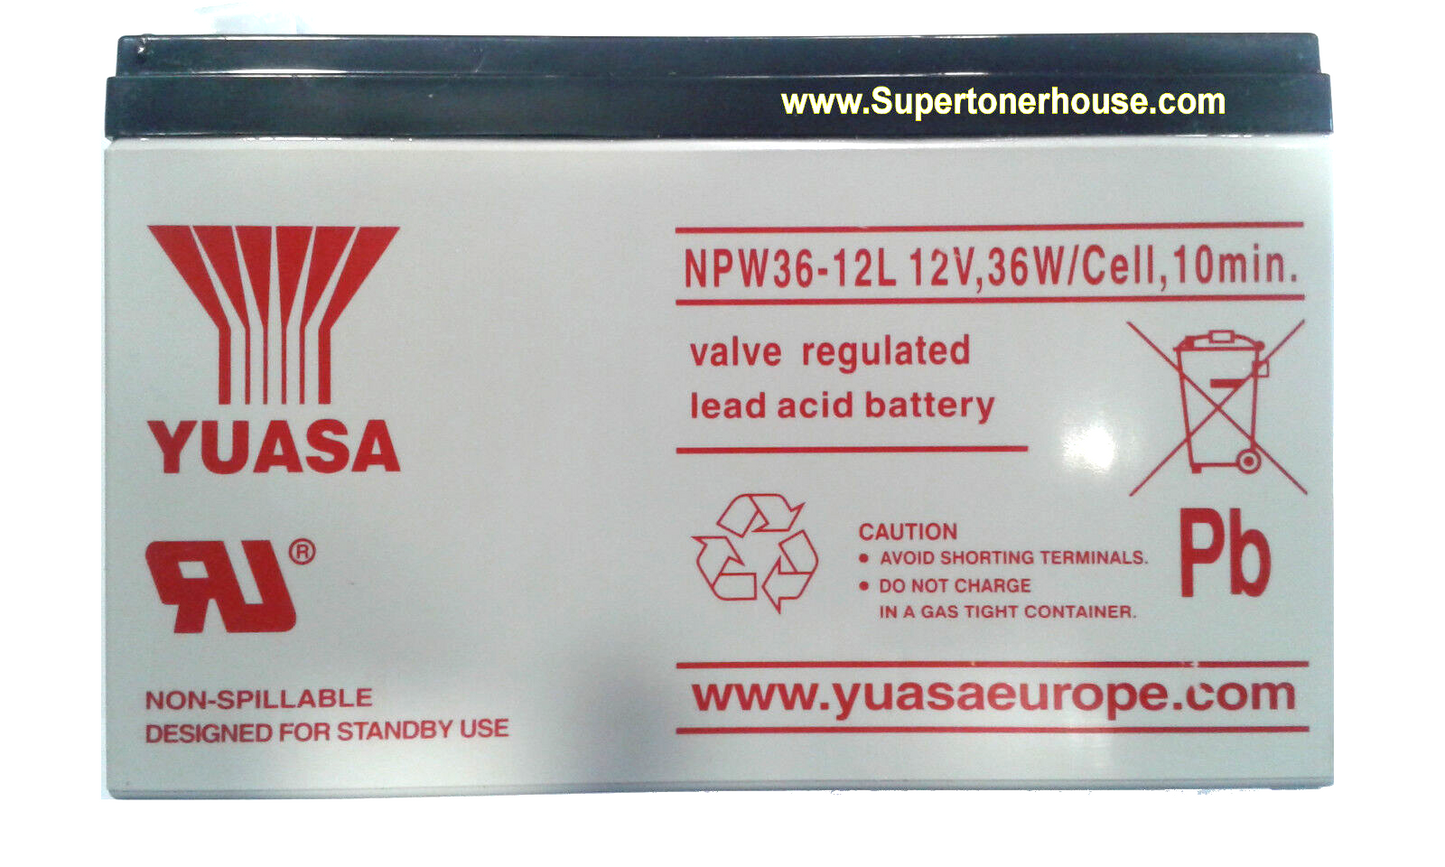 www.Supertonerhouse.com
NPW36-12L 12V,36W/Cell,10min.
valve regulated
lead acid battery
YUASA
CAUTION
• AVOID SHORTING TERMINALS.
• DO NOT CHARGE
IN A GAS TIGHT CONTAINER.
Pb
RU®
NON-SPILLABLE
DESIGNED FOR STANDBY USE
www.yuasaeurope.com